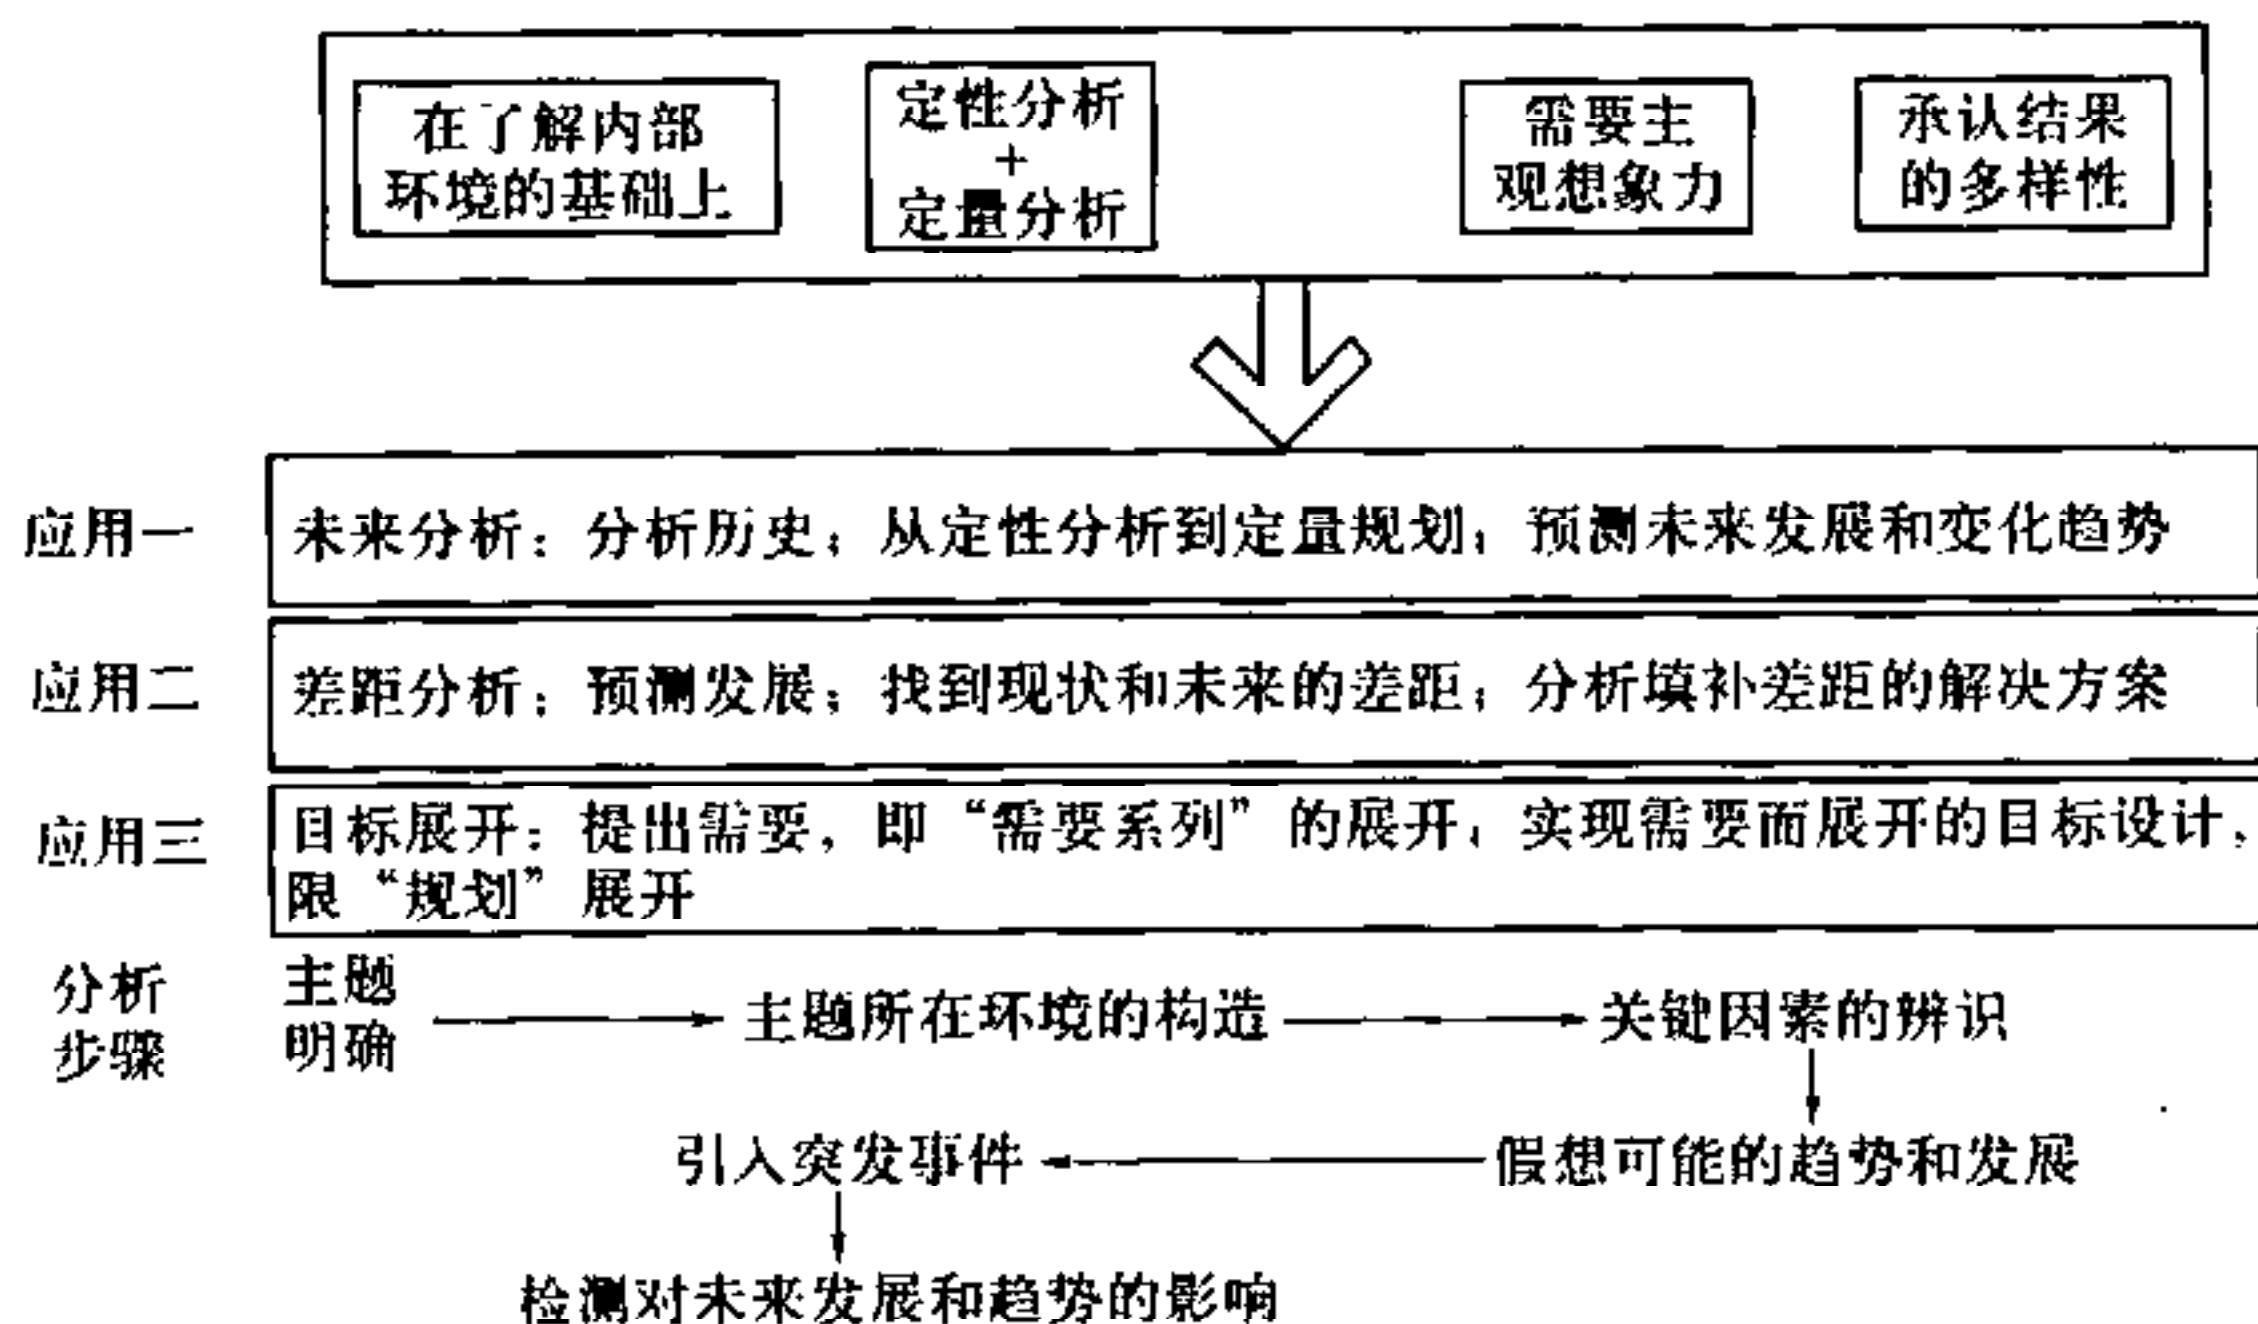 在了解内部
环境的基础上
定性分析
+
定量分析
需要主
观想象力
承认结果
的多样性
应用一
未来分析：分析历史；从定性分析到定量规划；预测未来发展和变化趋势
应用二
差距分析：预测发展；找到现状和未来的差距；分析填补差距的解决方案
应用三
目标展开：提出需要，即“需要系列”的展开，实现需要而展开的目标设计，
限“规划”展开
分析
步骤
主题
明确
主题所在环境的构造
关键因素的辨识
假想可能的趋势和发展
引入突发事件
检测对未来发展和趋势的影响